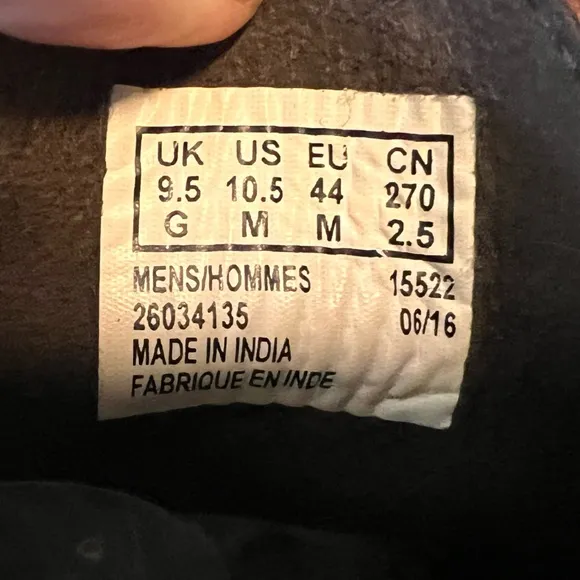 UK US EU CN
9.5 10.5 44 270
G M M 2.5
MENS/HOMMES 15522
26034135 06/16
MADE IN INDIA
FABRIQUE EN INDE